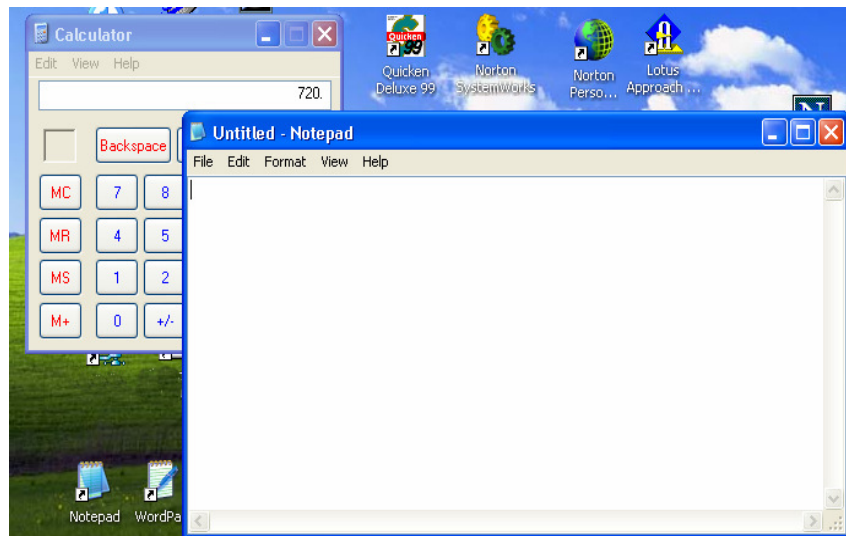 Calculator
Edit View Help
720.
Backspace
MC 7 8
MR 4 5
MS 1 2
M+ 0 +/-
Quicken
99
Quicken
Deluxe 99
Norton
SystemWorks
Norton
Perso...
Lotus
Approach ...
N
Untitled - Notepad
File Edit Format View Help
Notepad
WordPa